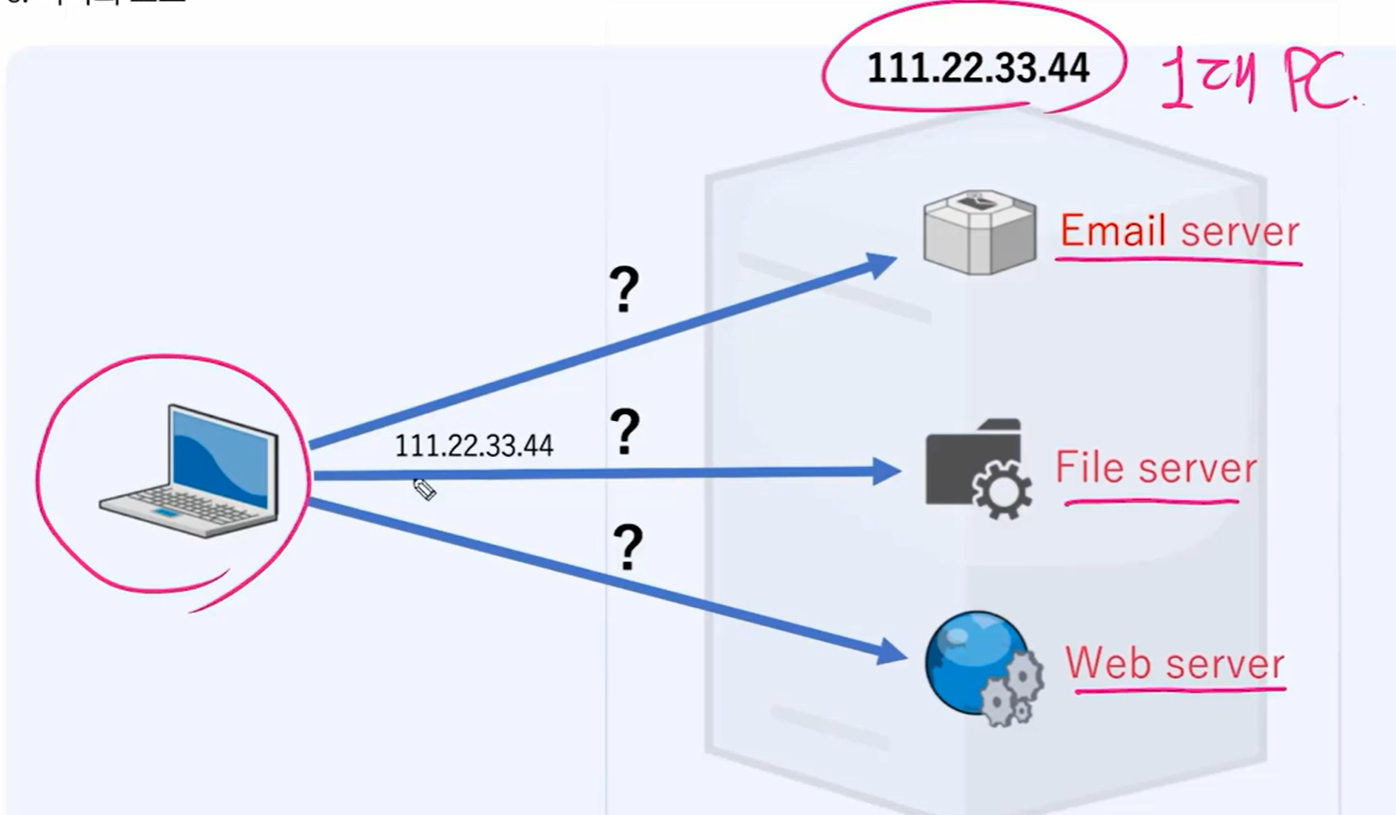 111.22.33.44
1대 PC.
Email server
?
?
111.22.33.44
File server
?
Web server